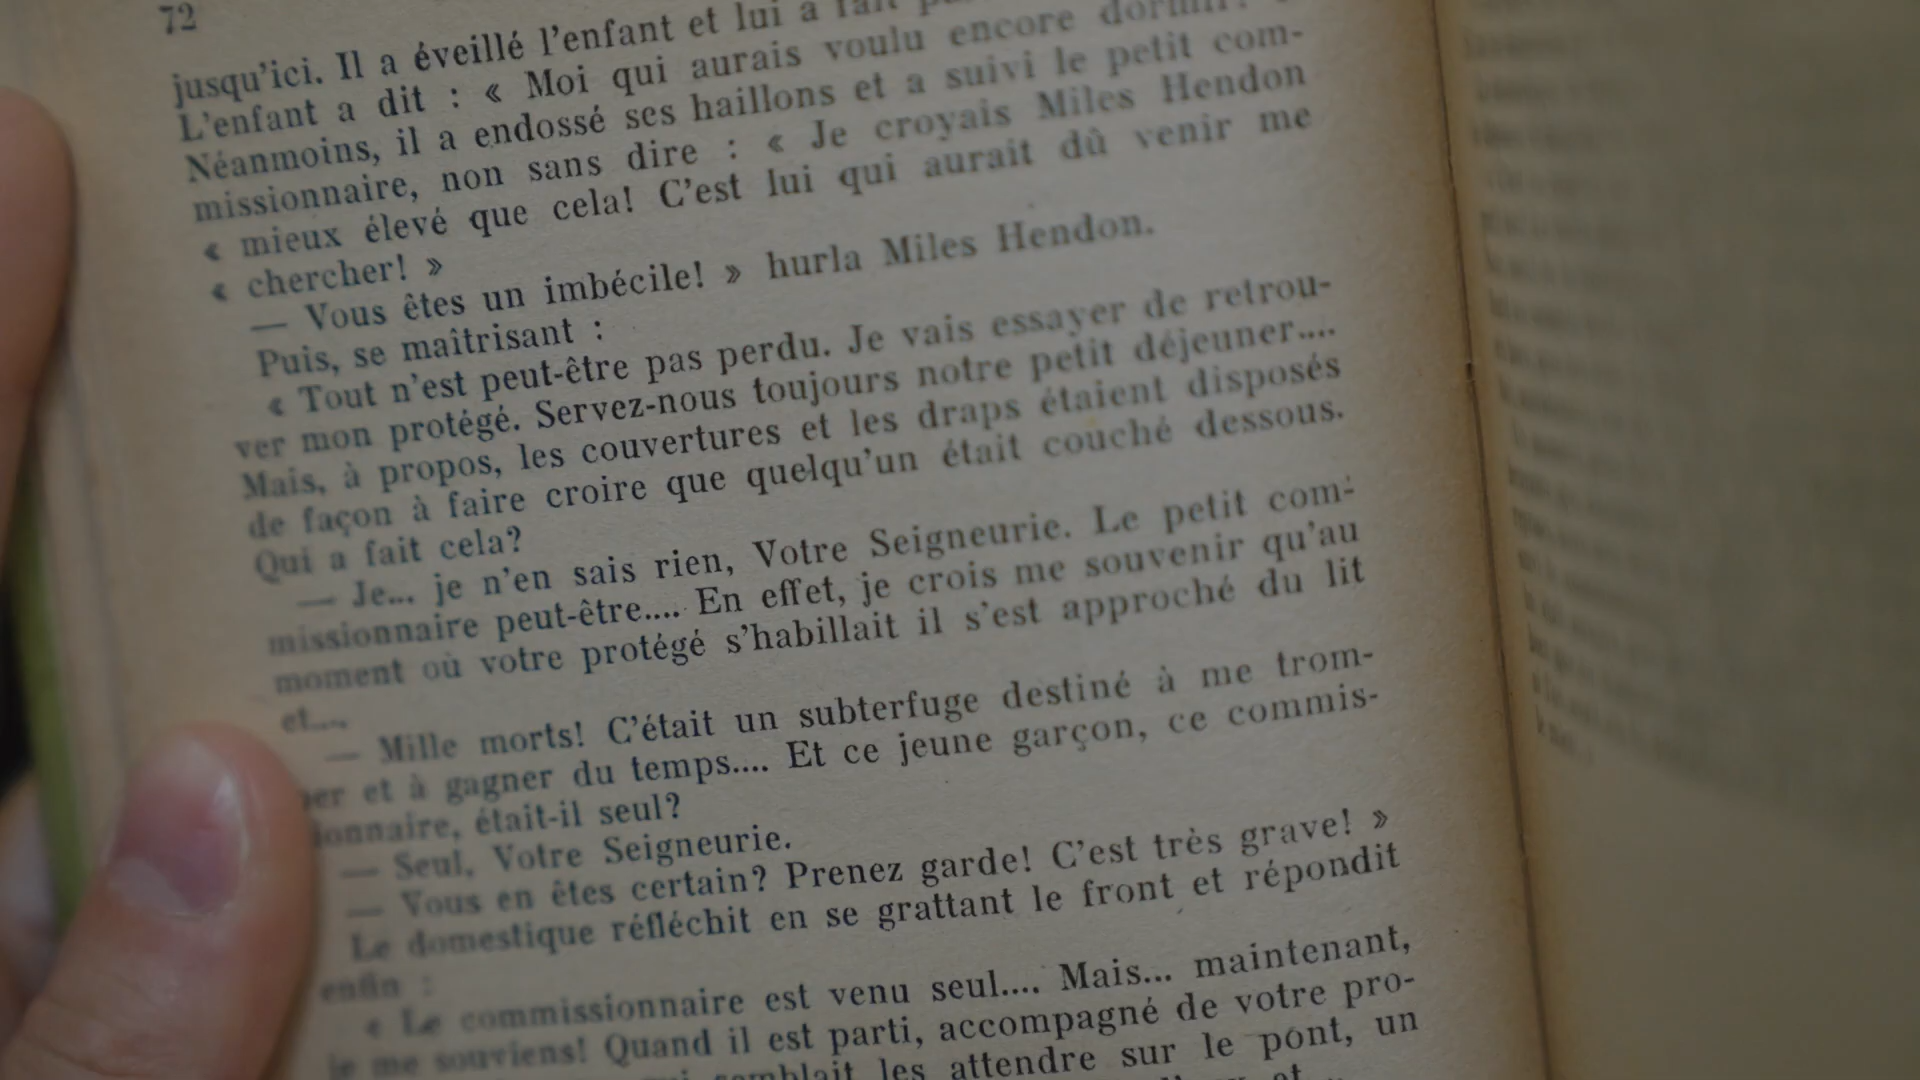 72
jusqu'ici. Il a éveillé l'enfant et lui a fait
L'enfant a dit : « Moi qui aurais voulu encore dormir!
Néanmoins, il a endossé ses haillons et a suivi le petit com-
missionnaire, non sans dire : « Je croyais Miles Hendon
« mieux élevé que cela! C'est lui qui aurait dû venir me
« chercher! »
— Vous êtes un imbécile! » hurla Miles Hendon.
Puis, se maîtrisant :
« Tout n'est peut-être pas perdu. Je vais essayer de retrou-
ver mon protégé. Servez-nous toujours notre petit déjeuner....
Mais, à propos, les couvertures et les draps étaient disposés
de façon à faire croire que quelqu'un était couché dessous.
Qui a fait cela?
— Je... je n'en sais rien, Votre Seigneurie. Le petit com-
missionnaire peut-être.... En effet, je crois me souvenir qu'au
moment où votre protégé s'habillait il s'est approché du lit
et....
— Mille morts! C'était un subterfuge destiné à me trom-
per et à gagner du temps.... Et ce jeune garçon, ce commis-
sionnaire, était-il seul?
— Seul, Votre Seigneurie.
— Vous en êtes certain? Prenez garde! C'est très grave! »
Le domestique réfléchit en se grattant le front et répondit
enfin :
« Le commissionnaire est venu seul.... Mais... maintenant,
je me souviens! Quand il est parti, accompagné de votre pro-
semblait les attendre sur le pont, un